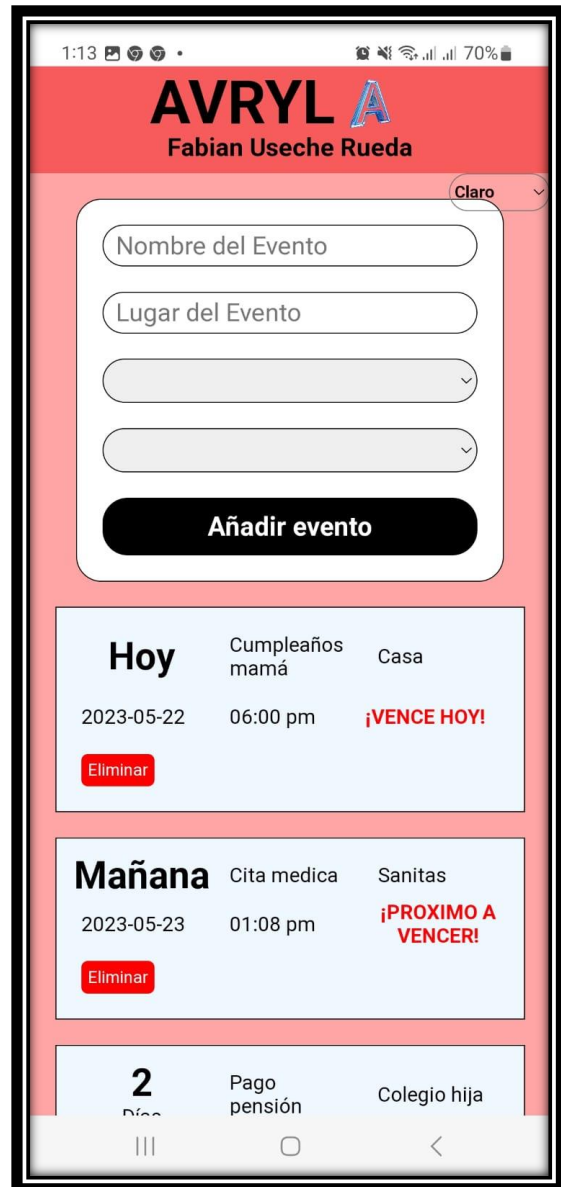 1:13 70%
AVRYL A
Fabian Useche Rueda
Claro
Nombre del Evento
Lugar del Evento
Añadir evento
Hoy
Cumpleaños
mamá
Casa
2023-05-22
06:00 pm
¡VENCE HOY!
Eliminar
Mañana
Cita medica
Sanitas
2023-05-23
01:08 pm
¡PROXIMO A
VENCER!
Eliminar
2
Días
Pago
pensión
Colegio hija